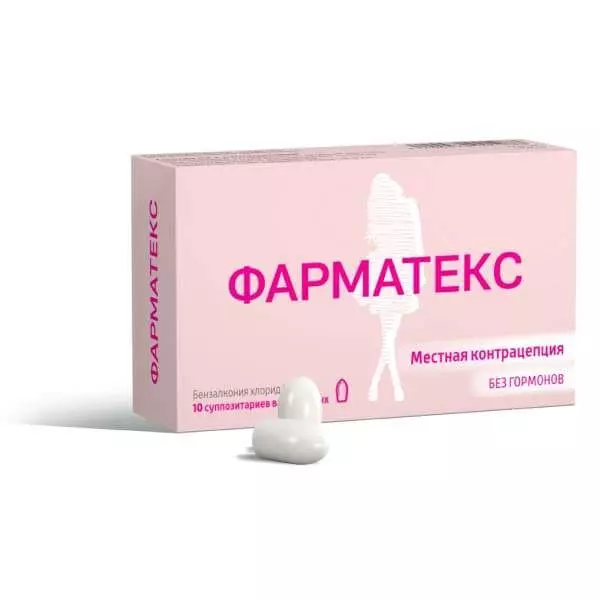 ФАРМАТЕКС
ФАРМАТЕКС
Местная контрацепция
БЕЗ ГОРМОНОВ
Бензалкония хлорид
10 суппозиториев